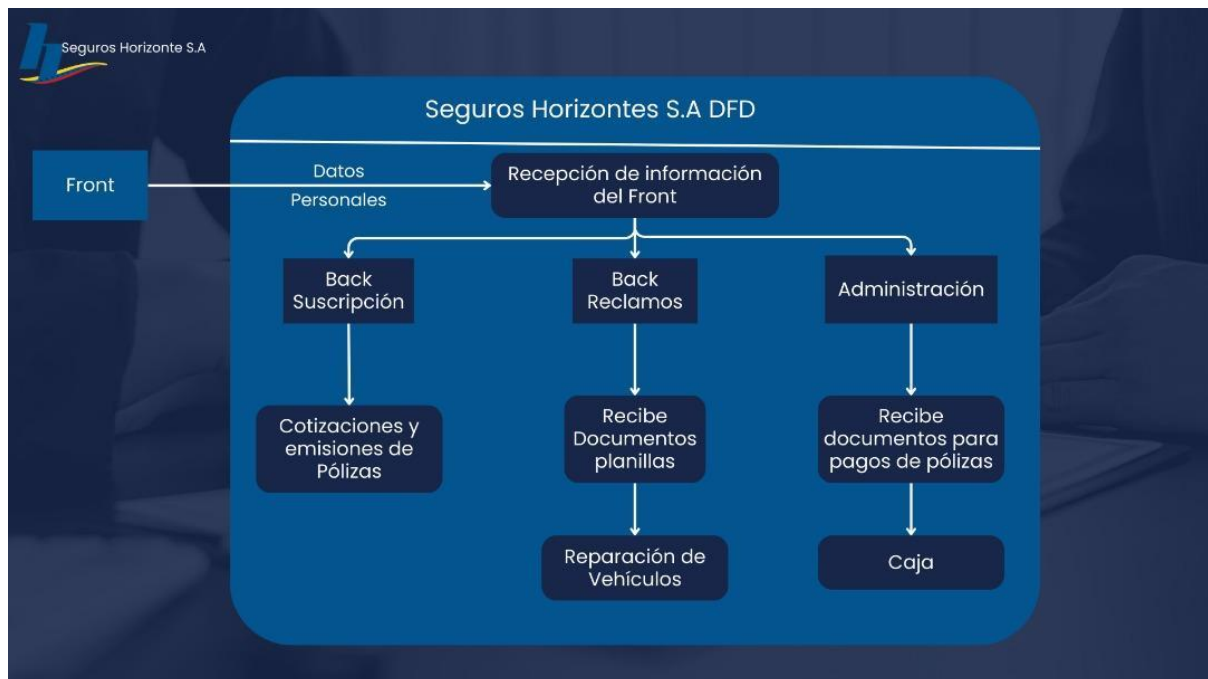 Seguros Horizonte S.A
Seguros Horizontes S.A DFD
Front
Datos
Personales
Recepción de información
del Front
Back
Suscripción
Back
Reclamos
Administración
Cotizaciones y
emisiones de
Pólizas
Recibe
Documentos
planillas
Recibe
documentos para
pagos de pólizas
Reparación de
Vehículos
Caja